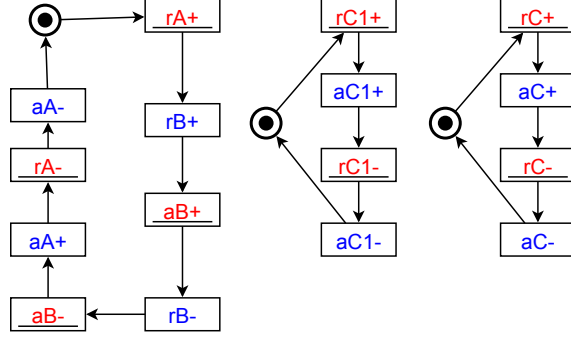 rA+
rB+
aB+
rB-
aB-
aA+
rA-
aA-
rC1+
aC1+
rC1-
aC1-
rC+
aC+
rC-
aC-